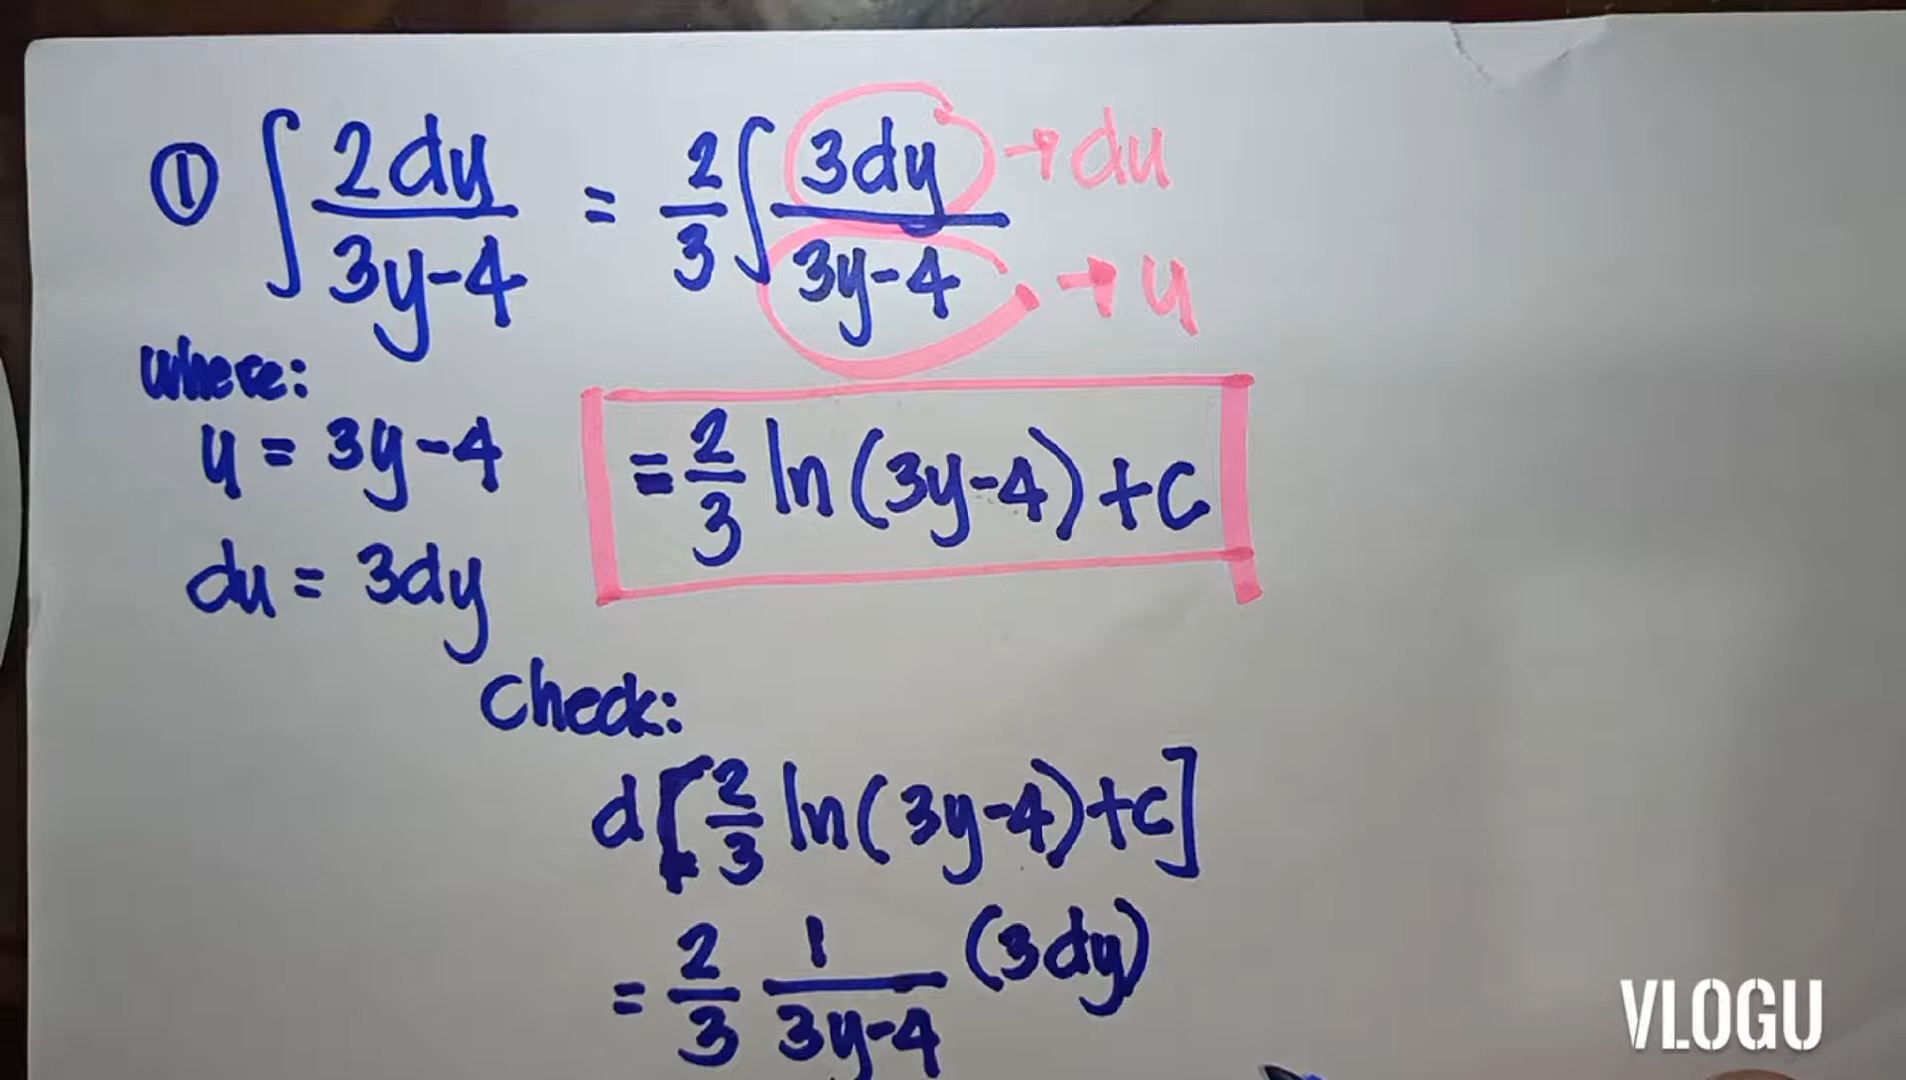 ① ∫ 2dy / 3y-4 = 2/3 ∫ 3dy / 3y-4 → du → u
where:
u = 3y-4
= 2/3 ln (3y-4) + c
du = 3dy
Check:
d [2/3 ln (3y-4) + c]
= 2/3 1 / 3y-4 (3dy)
VLOGU